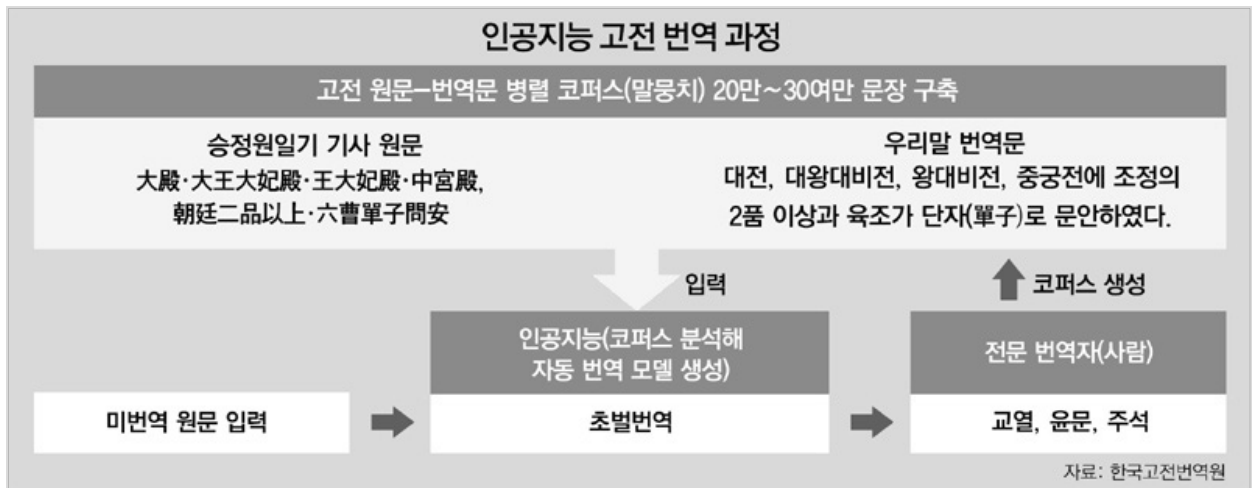 인공지능 고전 번역 과정
고전 원문–번역문 병렬 코퍼스(말뭉치) 20만~30여만 문장 구축
승정원일기 기사 원문
大殿·大王大妃殿·王大妃殿·中宮殿,
朝廷二品以上·六曹單子問安
우리말 번역문
대전, 대왕대비전, 왕대비전, 중궁전에 조정의
2품 이상과 육조가 단자(單子)로 문안하였다.
입력
코퍼스 생성
인공지능(코퍼스 분석해
자동 번역 모델 생성)
전문 번역자(사람)
미번역 원문 입력
초벌번역
교열, 윤문, 주석
자료: 한국고전번역원